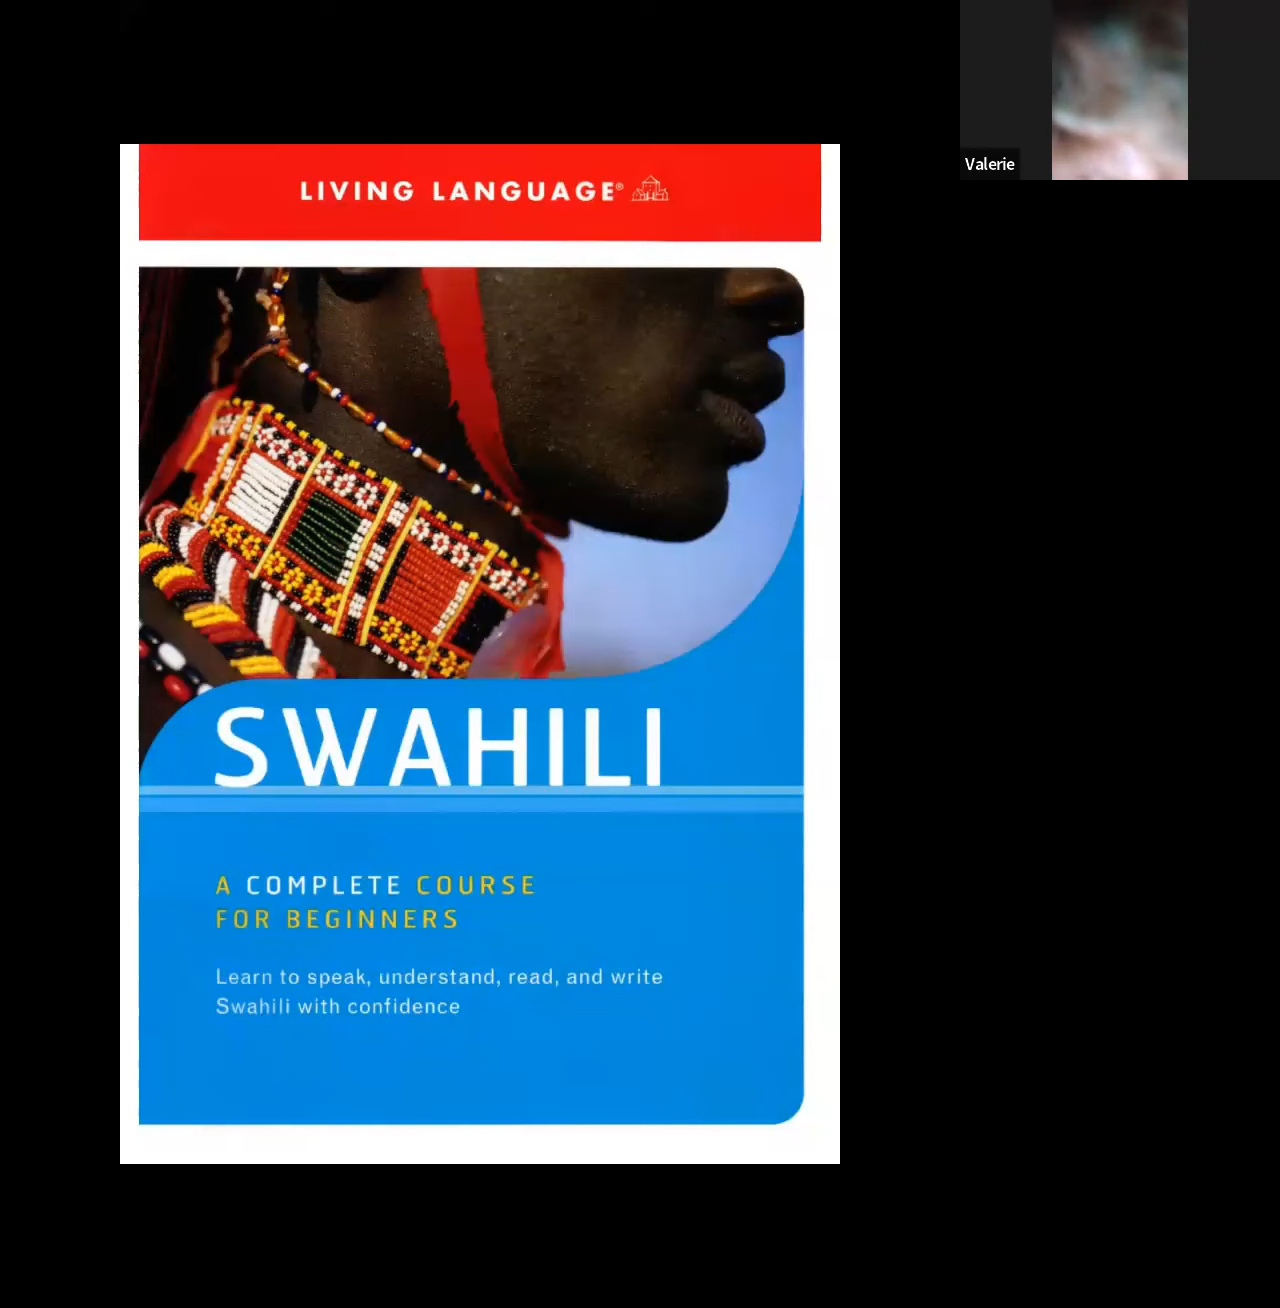 LIVING LANGUAGE®
SWAHILI
A COMPLETE COURSE
FOR BEGINNERS
Learn to speak, understand, read, and write
Swahili with confidence
Valerie